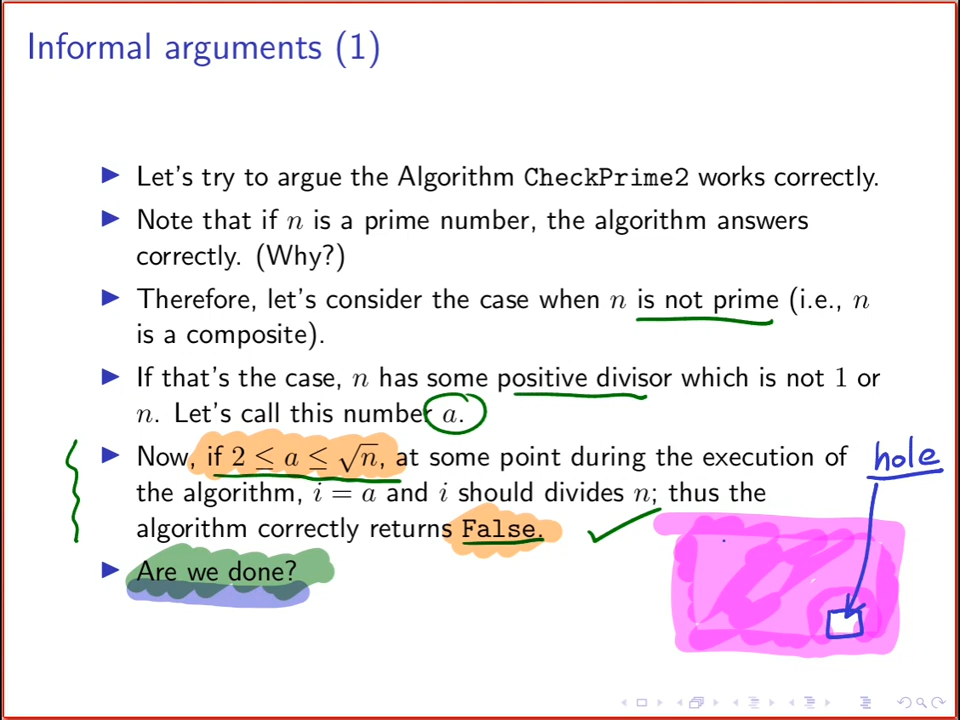 Informal arguments (1)
▶ Let's try to argue the Algorithm CheckPrime2 works correctly.
▶ Note that if n is a prime number, the algorithm answers
correctly. (Why?)
▶ Therefore, let's consider the case when n is not prime (i.e., n
is a composite).
▶ If that's the case, n has some positive divisor which is not 1 or
n. Let's call this number a.
▶ Now, if 2 ≤ a ≤ √n, at some point during the execution of
the algorithm, i = a and i should divides n; thus the
algorithm correctly returns False.
hole
▶ Are we done?